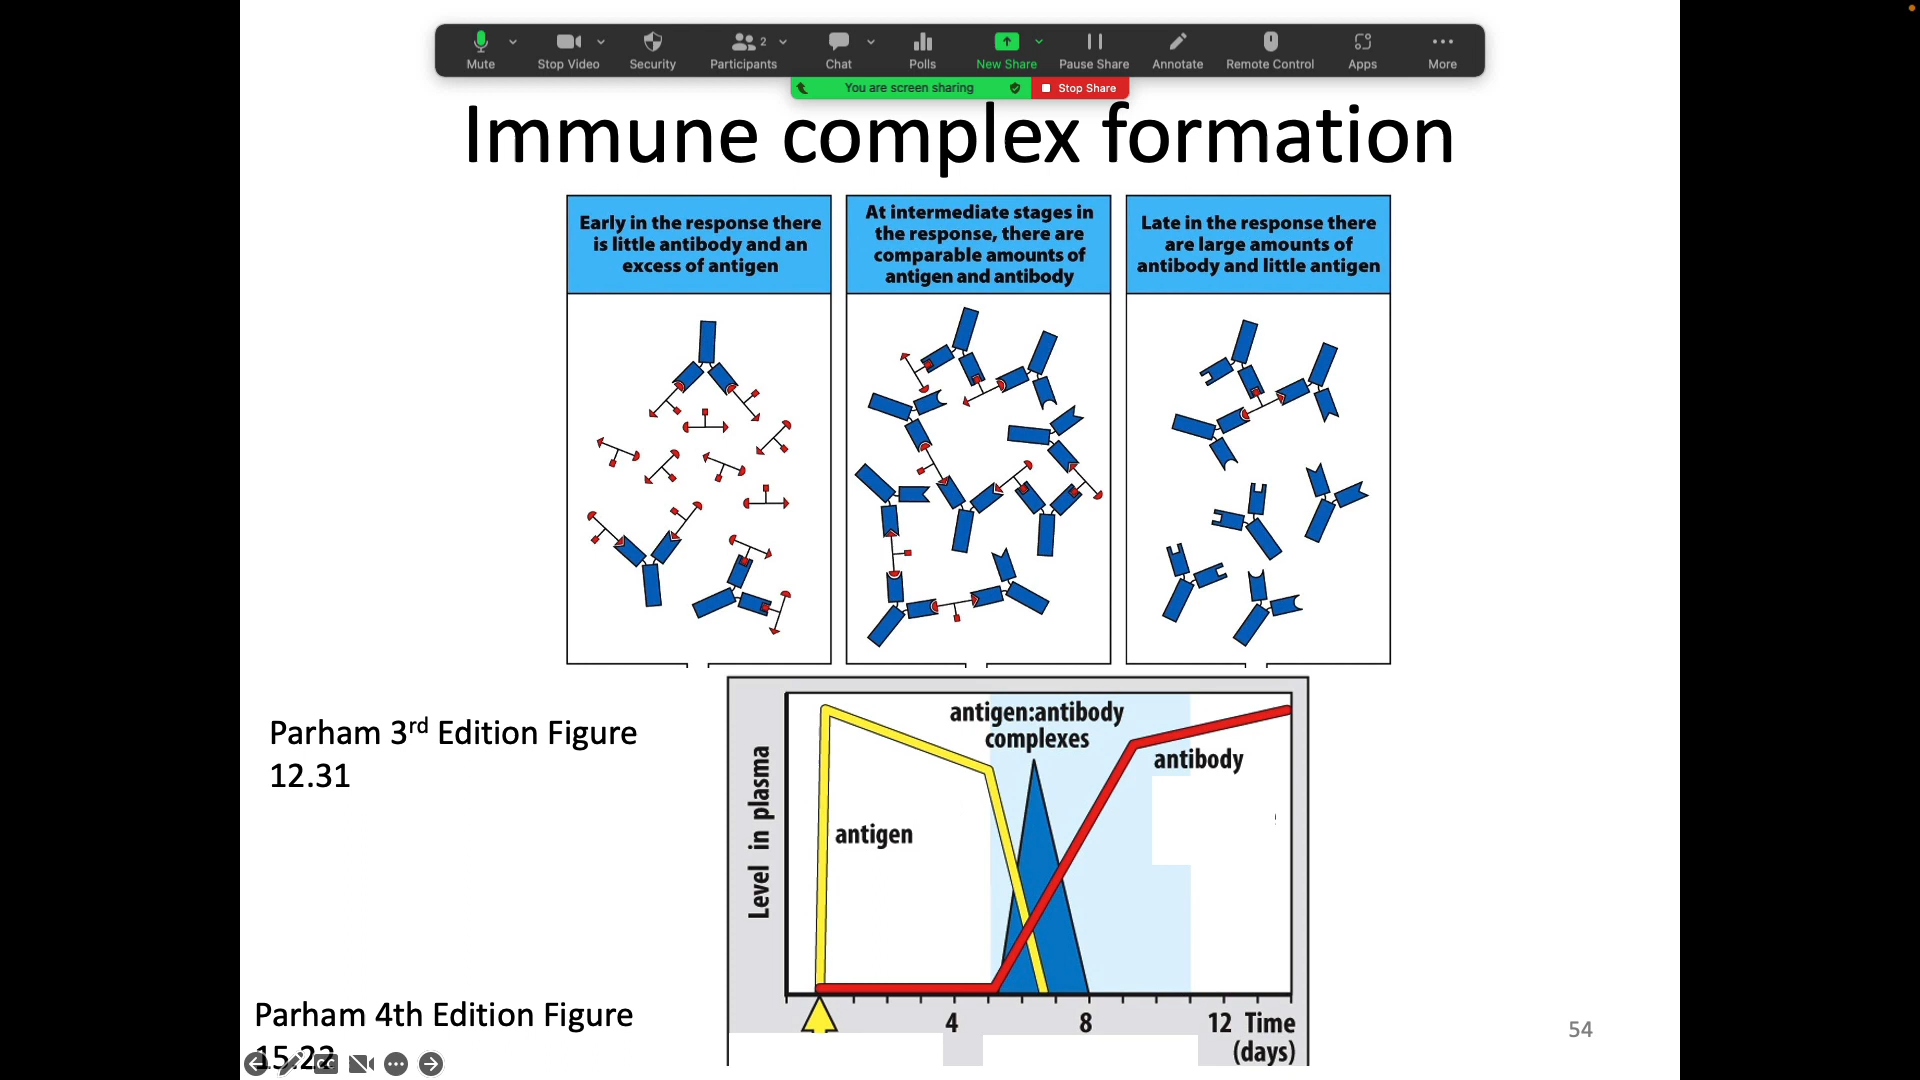 Mute
Stop Video
Security
Participants 2
Chat
Polls
New Share
Pause Share
Annotate
Remote Control
Apps
More
You are screen sharing
Stop Share
Immune complex formation
Early in the response there
is little antibody and an
excess of antigen
At intermediate stages in
the response, there are
comparable amounts of
antigen and antibody
Late in the response there
are large amounts of
antibody and little antigen
Parham 3rd Edition Figure
12.31
Level in plasma
antigen:antibody
complexes
antibody
antigen
4 8 12 Time
(days)
Parham 4th Edition Figure
15.22
CC
54